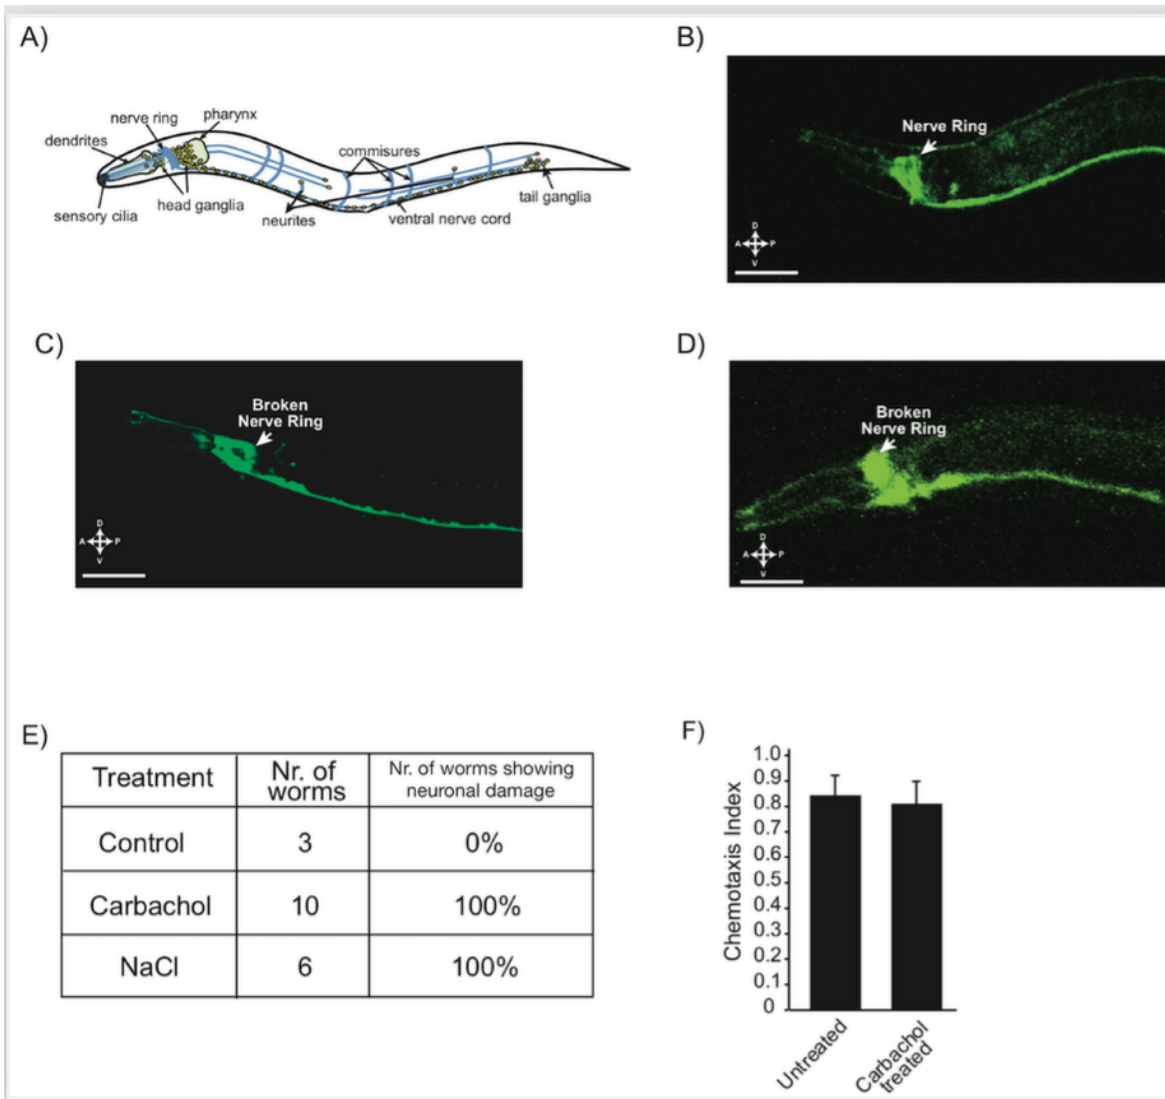 A)
nerve ring
pharynx
dendrites
commisures
sensory cilia
head ganglia
neurites
ventral nerve cord
tail ganglia
B)
Nerve Ring
D
A P
V
C)
Broken
Nerve Ring
D
A P
V
D)
Broken
Nerve Ring
D
A P
V
E)
Treatment
Nr. of
worms
Nr. of worms showing
neuronal damage
Control 3 0%
Carbachol 10 100%
NaCl 6 100%
F)
Chemotaxis Index
1.0
0.9
0.8
0.7
0.6
0.5
0.4
0.3
0.2
0.1
0
Untreated
Carbachol
treated